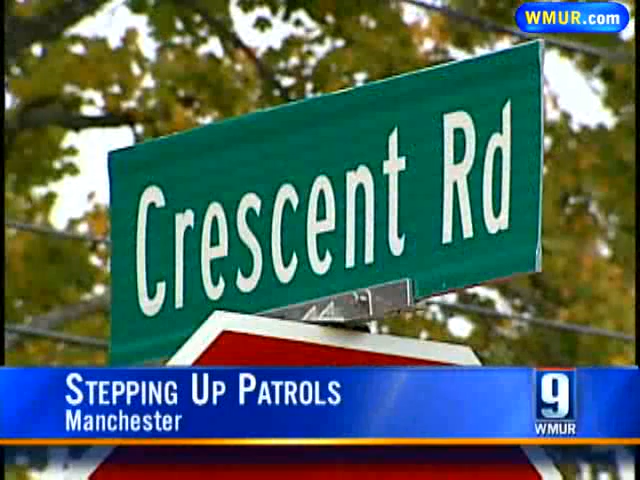 WMUR.com
Crescent Rd
STEPPING UP PATROLS
Manchester
9
WMUR